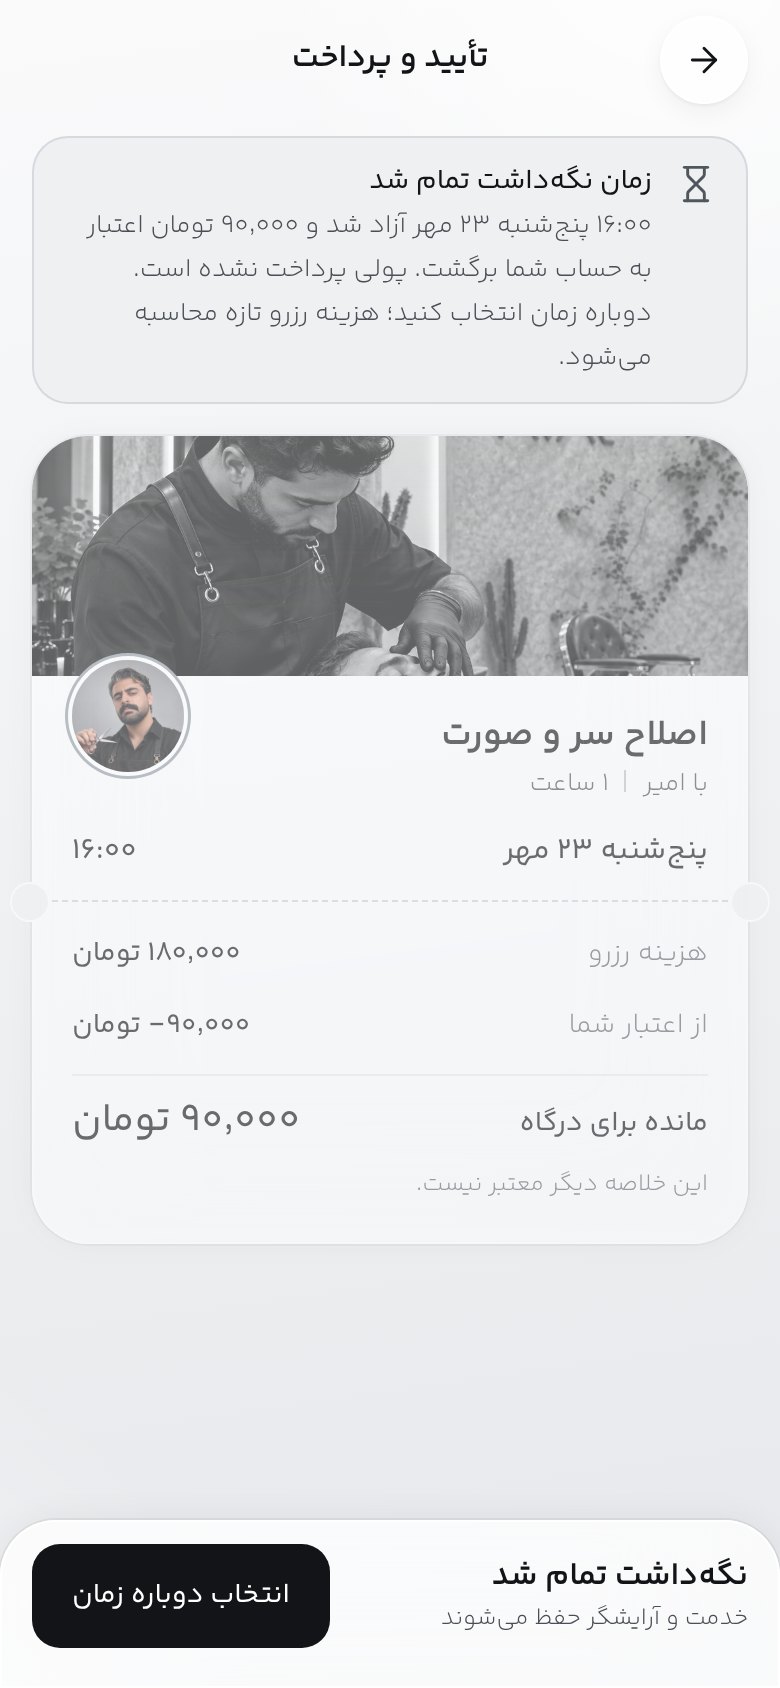 تأیید و پرداخت
زمان نگه‌داشت تمام شد
۱۶:۰۰ پنج‌شنبه ۲۳ مهر آزاد شد و ۹۰,۰۰۰ تومان اعتبار
به حساب شما برگشت. پولی پرداخت نشده است.
دوباره زمان انتخاب کنید؛ هزینه رزرو تازه محاسبه
می‌شود.
اصلاح سر و صورت
با امیر | ۱ ساعت
پنج‌شنبه ۲۳ مهر ۱۶:۰۰
هزینه رزرو ۱۸۰,۰۰۰ تومان
از اعتبار شما −۹۰,۰۰۰ تومان
مانده برای درگاه ۹۰,۰۰۰ تومان
این خلاصه دیگر معتبر نیست.
نگه‌داشت تمام شد
خدمت و آرایشگر حفظ می‌شوند
انتخاب دوباره زمان